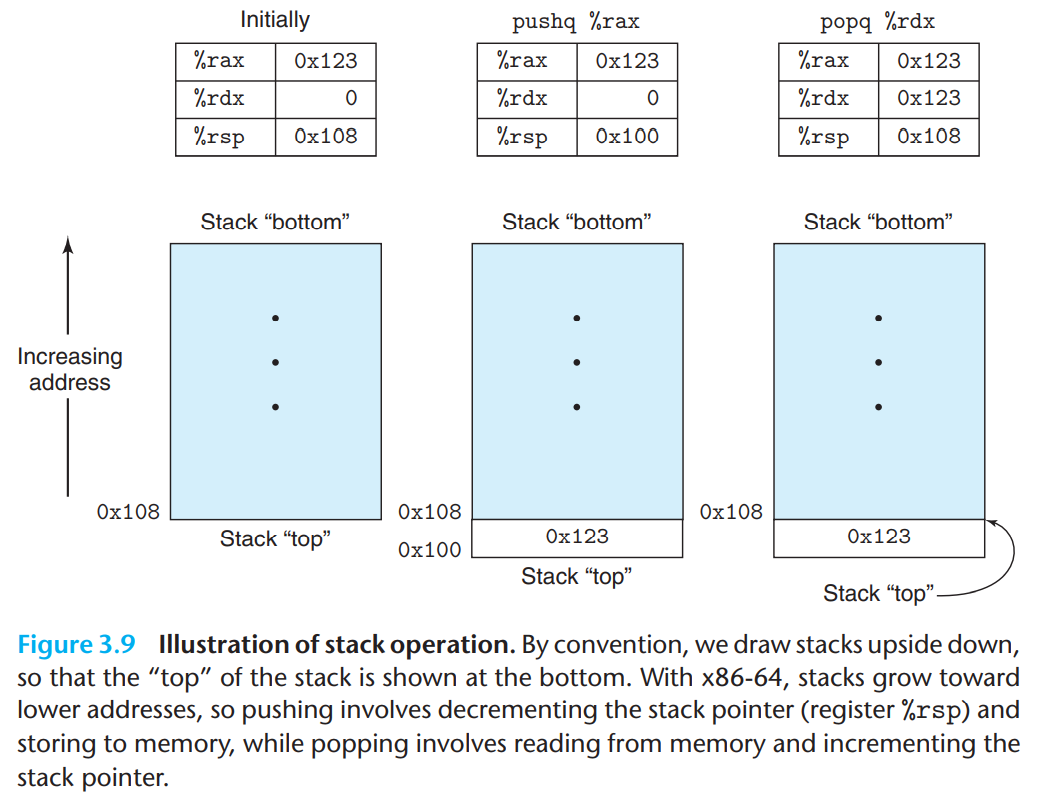 Initially
pushq %rax
popq %rdx
%rax 0x123
%rdx 0
%rsp 0x108
%rax 0x123
%rdx 0
%rsp 0x100
%rax 0x123
%rdx 0x123
%rsp 0x108
Stack “bottom”
Stack “bottom”
Stack “bottom”
Increasing
address
0x108
Stack “top”
0x108
0x123
0x100
Stack “top”
0x108
0x123
Stack “top”
Figure 3.9 Illustration of stack operation. By convention, we draw stacks upside down,
so that the “top” of the stack is shown at the bottom. With x86-64, stacks grow toward
lower addresses, so pushing involves decrementing the stack pointer (register %rsp) and
storing to memory, while popping involves reading from memory and incrementing the
stack pointer.